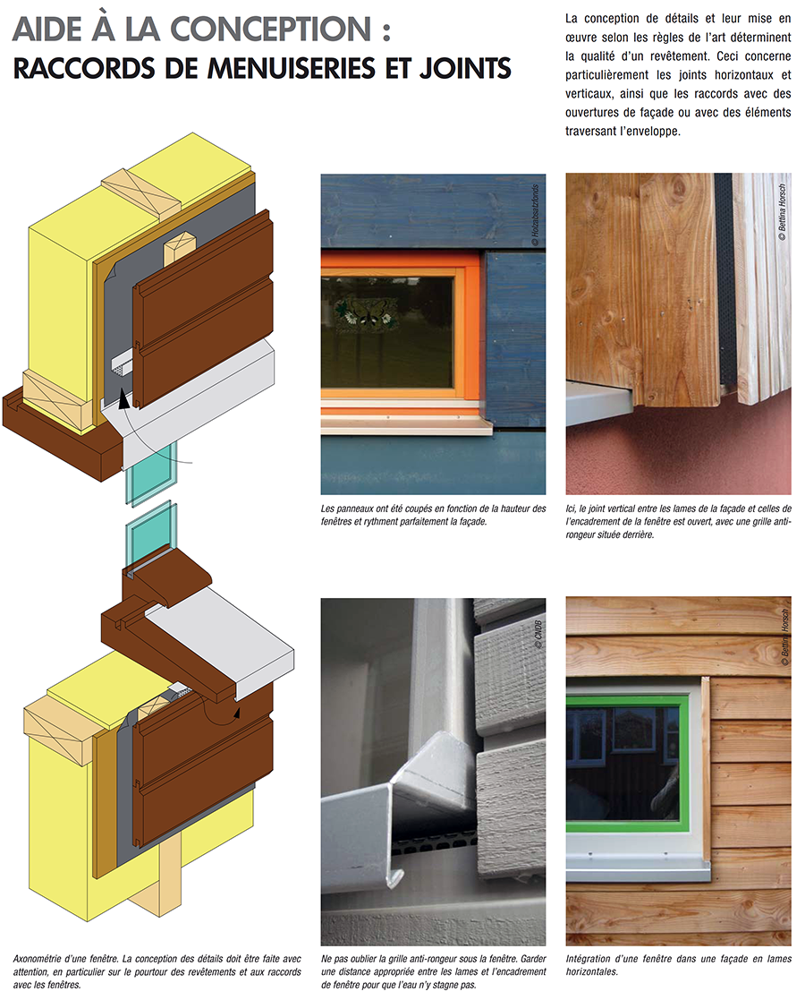 AIDE À LA CONCEPTION :
RACCORDS DE MENUISERIES ET JOINTS
La conception de détails et leur mise en
œuvre selon les règles de l’art déterminent
la qualité d’un revêtement. Ceci concerne
particulièrement les joints horizontaux et
verticaux, ainsi que les raccords avec des
ouvertures de façade ou avec des éléments
traversant l’enveloppe.
© Holzabsatzfonds
© Bettina Horsch
Les panneaux ont été coupés en fonction de la hauteur des
fenêtres et rythment parfaitement la façade.
Ici, le joint vertical entre les lames de la façade et celles de
l’encadrement de la fenêtre est ouvert, avec une grille anti-
rongeur située derrière.
© CNDB
© Bettina Horsch
Axonométrie d’une fenêtre. La conception des détails doit être faite avec
attention, en particulier sur le pourtour des revêtements et aux raccords
avec les fenêtres.
Ne pas oublier la grille anti-rongeur sous la fenêtre. Garder
une distance appropriée entre les lames et l’encadrement
de fenêtre pour que l’eau n’y stagne pas.
Intégration d’une fenêtre dans une façade en lames
horizontales.